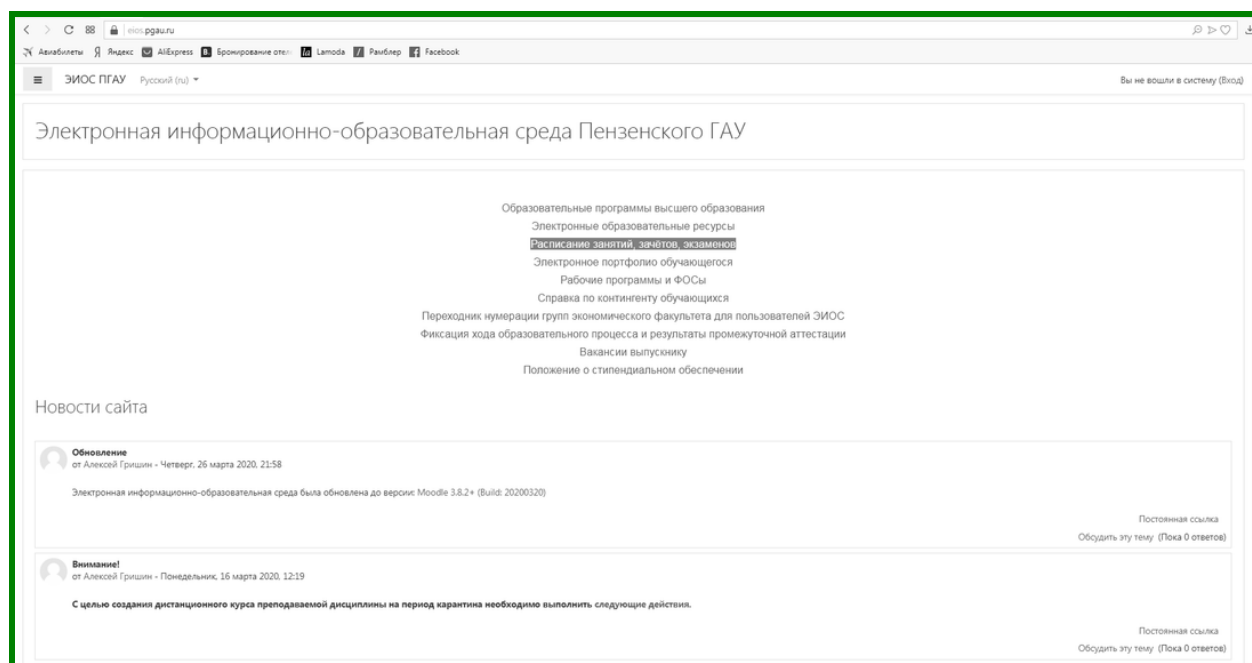 eios.pgau.ru
Авиабилеты Яндекс AliExpress Бронирование отел Lamoda Рамблер Facebook
ЭИОС ПГАУ Русский (ru) Вы не вошли в систему (Вход)
Электронная информационно-образовательная среда Пензенского ГАУ
Образовательные программы высшего образования
Электронные образовательные ресурсы
Расписание занятий, зачётов, экзаменов
Электронное портфолио обучающегося
Рабочие программы и ФОСы
Справка по контингенту обучающихся
Переходник нумерации групп экономического факультета для пользователей ЭИОС
Фиксация хода образовательного процесса и результаты промежуточной аттестации
Вакансии выпускнику
Положение о стипендиальном обеспечении
Новости сайта
Обновление
от Алексей Гришин - Четверг, 26 марта 2020, 21:58
Электронная информационно-образовательная среда была обновлена до версии: Moodle 3.8.2+ (Build: 20200320)
Постоянная ссылка
Обсудить эту тему (Пока 0 ответов)
Внимание!
от Алексей Гришин - Понедельник, 16 марта 2020, 12:19
С целью создания дистанционного курса преподаваемой дисциплины на период карантина необходимо выполнить следующие действия.
Постоянная ссылка
Обсудить эту тему (Пока 0 ответов)